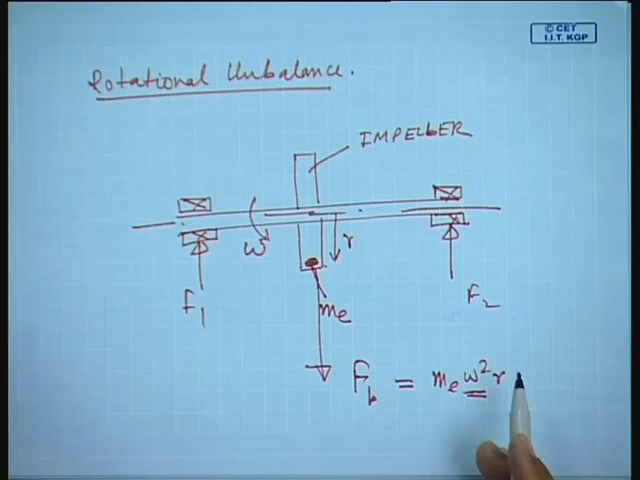 © CET
I.I.T. KGP
Rotational Unbalance.
IMPELLER
ω
r
me
F1
F2
Fr = me ω² r